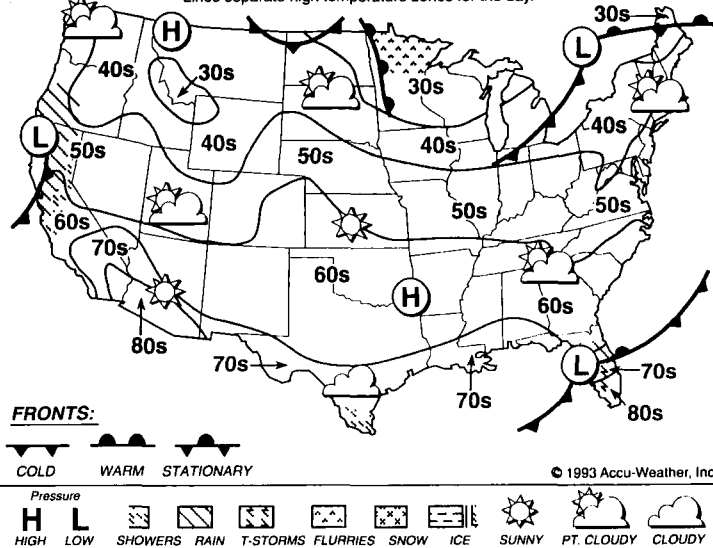 Lines separate high temperature zones for the day.
30s
H
L
40s
30s
30s
L
40s
40s
40s
50s
50s
50s
50s
60s
70s
60s
H
60s
80s
70s
70s
L
70s
80s
FRONTS:
COLD WARM STATIONARY
© 1993 Accu-Weather, Inc
Pressure
H L
HIGH LOW SHOWERS RAIN T-STORMS FLURRIES SNOW ICE SUNNY PT. CLOUDY CLOUDY